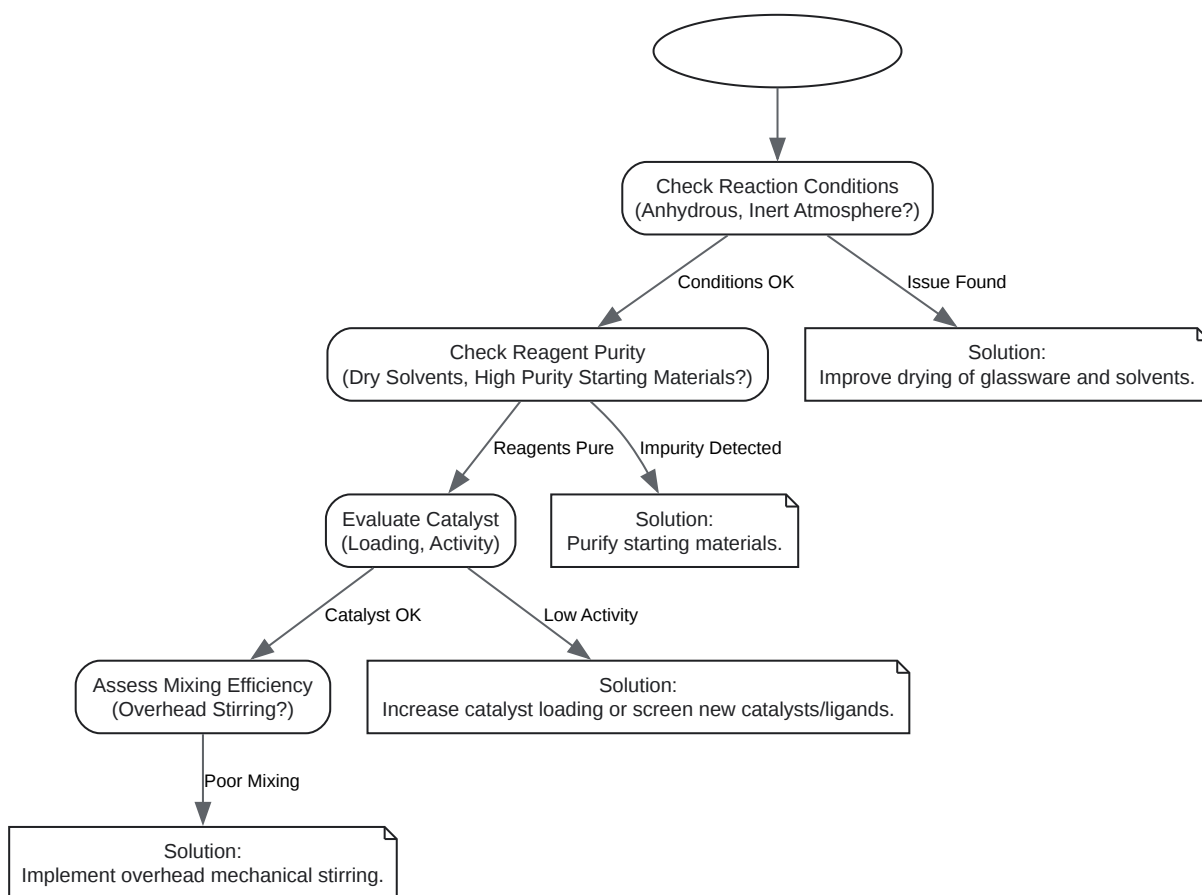 Check Reaction Conditions
(Anhydrous, Inert Atmosphere?)
Conditions OK
Issue Found
Check Reagent Purity
(Dry Solvents, High Purity Starting Materials?)
Solution:
Improve drying of glassware and solvents.
Reagents Pure
Impurity Detected
Evaluate Catalyst
(Loading, Activity)
Solution:
Purify starting materials.
Catalyst OK
Low Activity
Assess Mixing Efficiency
(Overhead Stirring?)
Solution:
Increase catalyst loading or screen new catalysts/ligands.
Poor Mixing
Solution:
Implement overhead mechanical stirring.